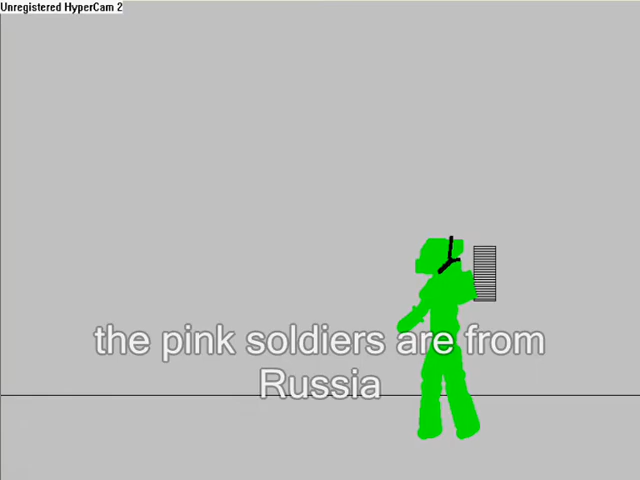 Unregistered HyperCam 2
the pink soldiers are from
Russia